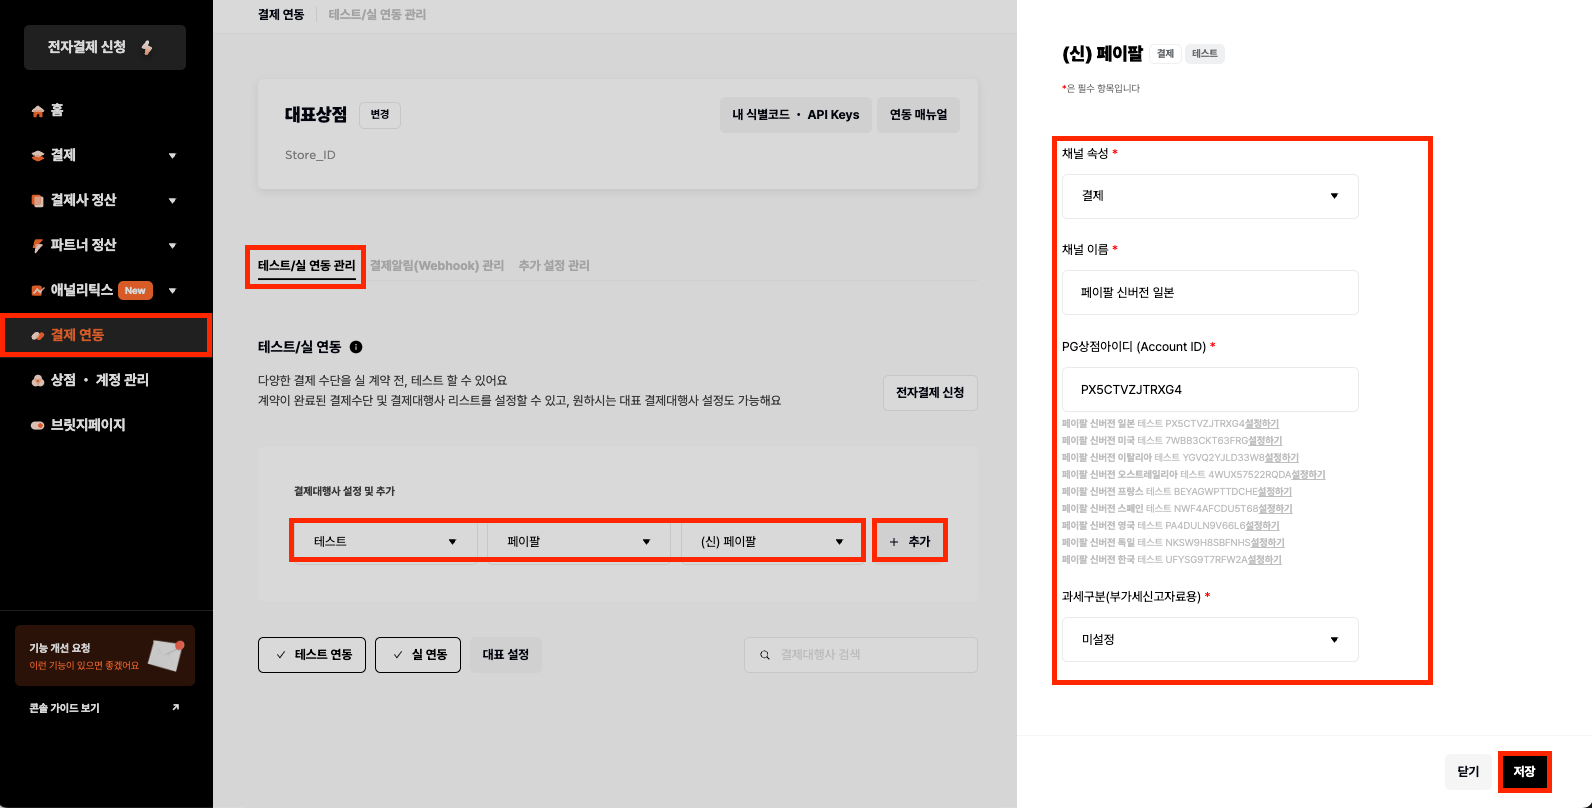 전자결제 신청
홈
결제
결제사 정산
파트너 정산
애널리틱스 New
결제 연동
상점 • 계정 관리
브릿지페이지
기능 개선 요청
이런 기능이 있으면 좋겠어요
콘솔 가이드 보기
결제 연동 테스트/실 연동 관리
대표상점 변경
내 식별코드 • API Keys 연동 매뉴얼
Store_ID
테스트/실 연동 관리 결제알림(Webhook) 관리 추가 설정 관리
테스트/실 연동
다양한 결제 수단을 실 계약 전, 테스트 할 수 있어요
계약이 완료된 결제수단 및 결제대행사 리스트를 설정할 수 있고, 원하시는 대표 결제대행사 설정도 가능해요
전자결제 신청
결제대행사 설정 및 추가
테스트 페이팔 (신) 페이팔 + 추가
테스트 연동 실 연동 대표 설정 결제대행사 검색
(신) 페이팔 결제 테스트
*은 필수 항목입니다
채널 속성 *
결제
채널 이름 *
페이팔 신버전 일본
PG상점아이디 (Account ID) *
PX5CTVZJTRXG4
페이팔 신버전 일본 테스트 PX5CTVZJTRXG4설정하기
페이팔 신버전 미국 테스트 7WBB3CKT63FRG설정하기
페이팔 신버전 이탈리아 테스트 YGVQ2YJLD33W8설정하기
페이팔 신버전 오스트레일리아 테스트 4WUX57522RQDA설정하기
페이팔 신버전 프랑스 테스트 BEYAGWPTTDCHE설정하기
페이팔 신버전 스페인 테스트 NWF4AFCDU5T68설정하기
페이팔 신버전 영국 테스트 PA4DULN9V66L6설정하기
페이팔 신버전 독일 테스트 NKSW9H8SBFNHS설정하기
페이팔 신버전 한국 테스트 UFYSG9T7RFW2A설정하기
과세구분(부가세신고자료용) *
미설정
닫기 저장